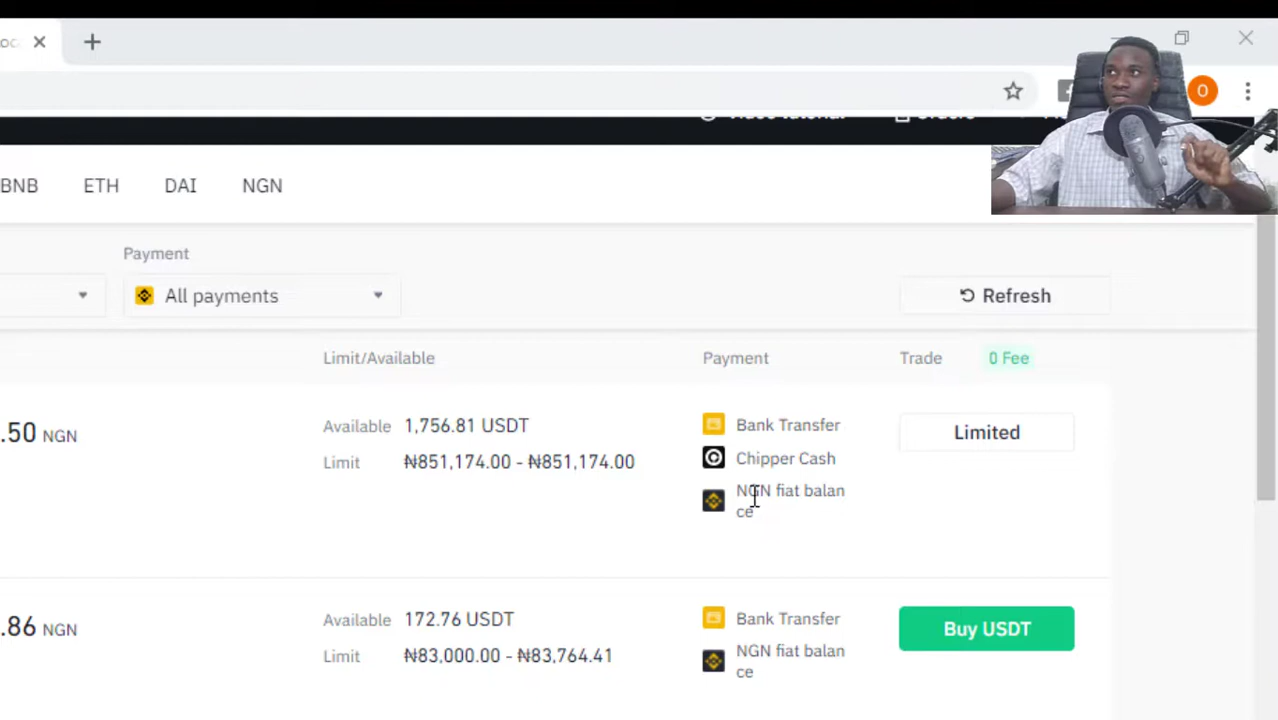 BNB ETH DAI NGN
Payment
All payments
Refresh
Limit/Available Payment Trade 0 Fee
.50 NGN Available 1,756.81 USDT Bank Transfer Limited
Limit ₦851,174.00 - ₦851,174.00 Chipper Cash
NGN fiat balan
ce
.86 NGN Available 172.76 USDT Bank Transfer Buy USDT
Limit ₦83,000.00 - ₦83,764.41 NGN fiat balan
ce
O